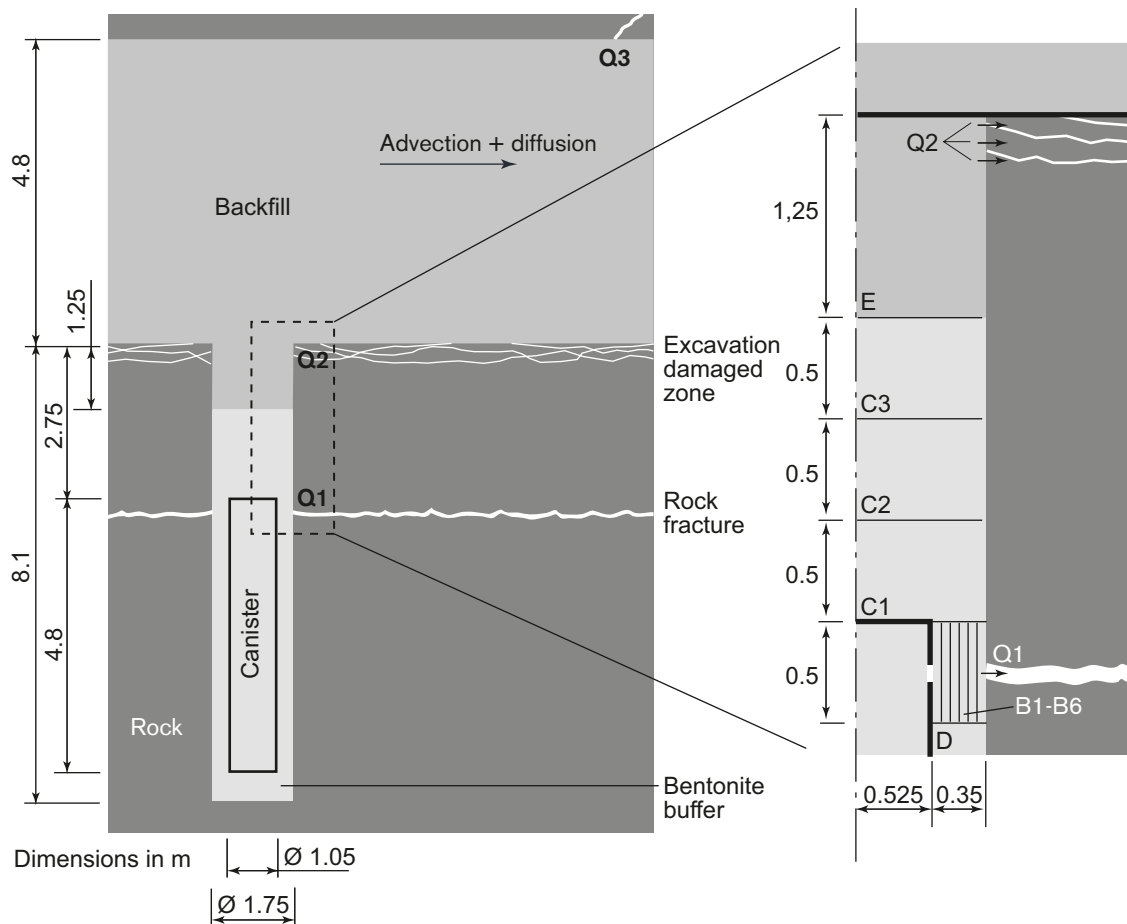 Q3
Advection + diffusion
Backfill
4.8
1.25
2.75
8.1
4.8
Q2
Q1
Canister
Rock
Excavation
damaged
zone
Rock
fracture
Bentonite
buffer
Dimensions in m
Ø 1.05
Ø 1.75
Q2
1,25
E
0.5
C3
0.5
C2
0.5
C1
0.5
Q1
B1-B6
D
0.525
0.35